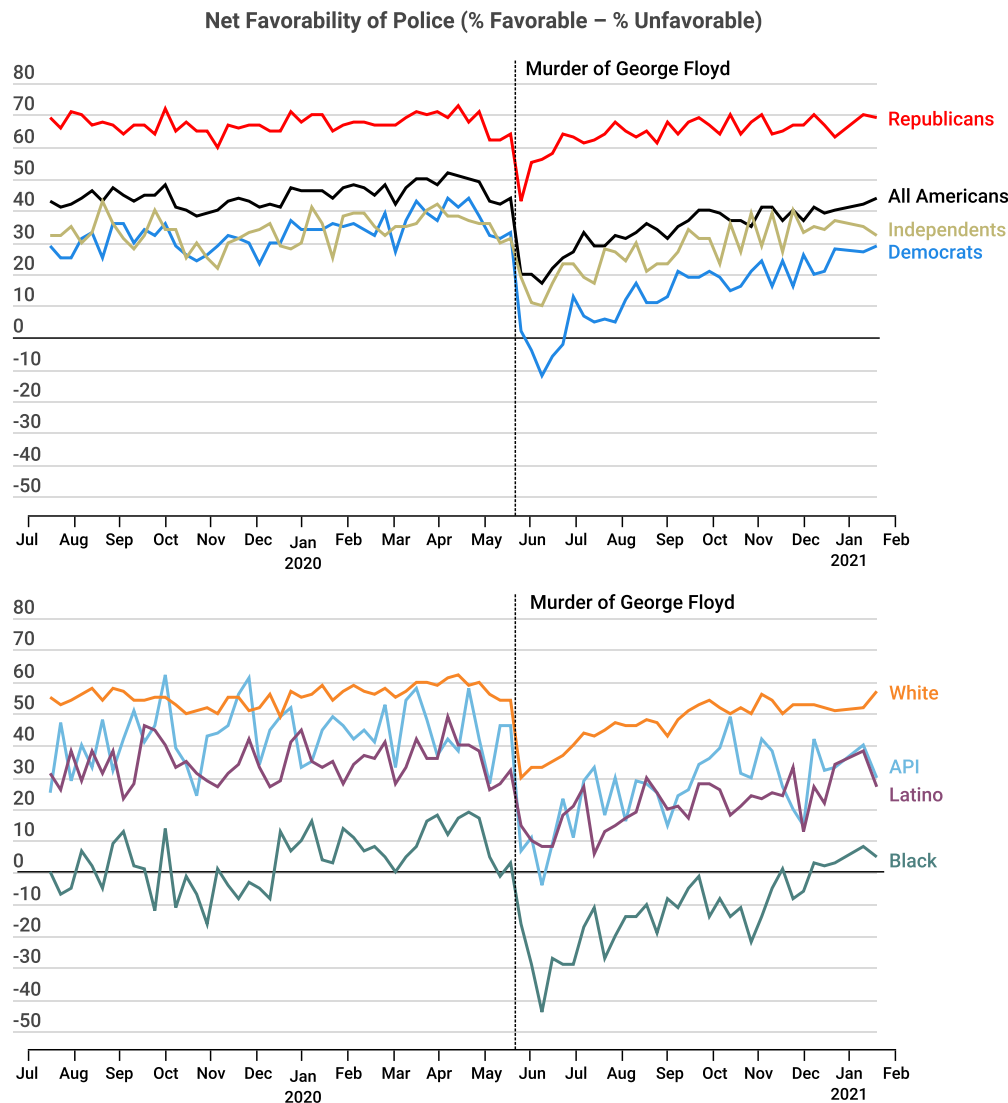 Net Favorability of Police (% Favorable – % Unfavorable)
Murder of George Floyd
80
70
60
50
40
30
20
10
0
-10
-20
-30
-40
-50
Republicans
All Americans
Independents
Democrats
Jul Aug Sep Oct Nov Dec Jan Feb Mar Apr May Jun Jul Aug Sep Oct Nov Dec Jan Feb
2020 2021
Murder of George Floyd
80
70
60
50
40
30
20
10
0
-10
-20
-30
-40
-50
White
API
Latino
Black
Jul Aug Sep Oct Nov Dec Jan Feb Mar Apr May Jun Jul Aug Sep Oct Nov Dec Jan Feb
2020 2021